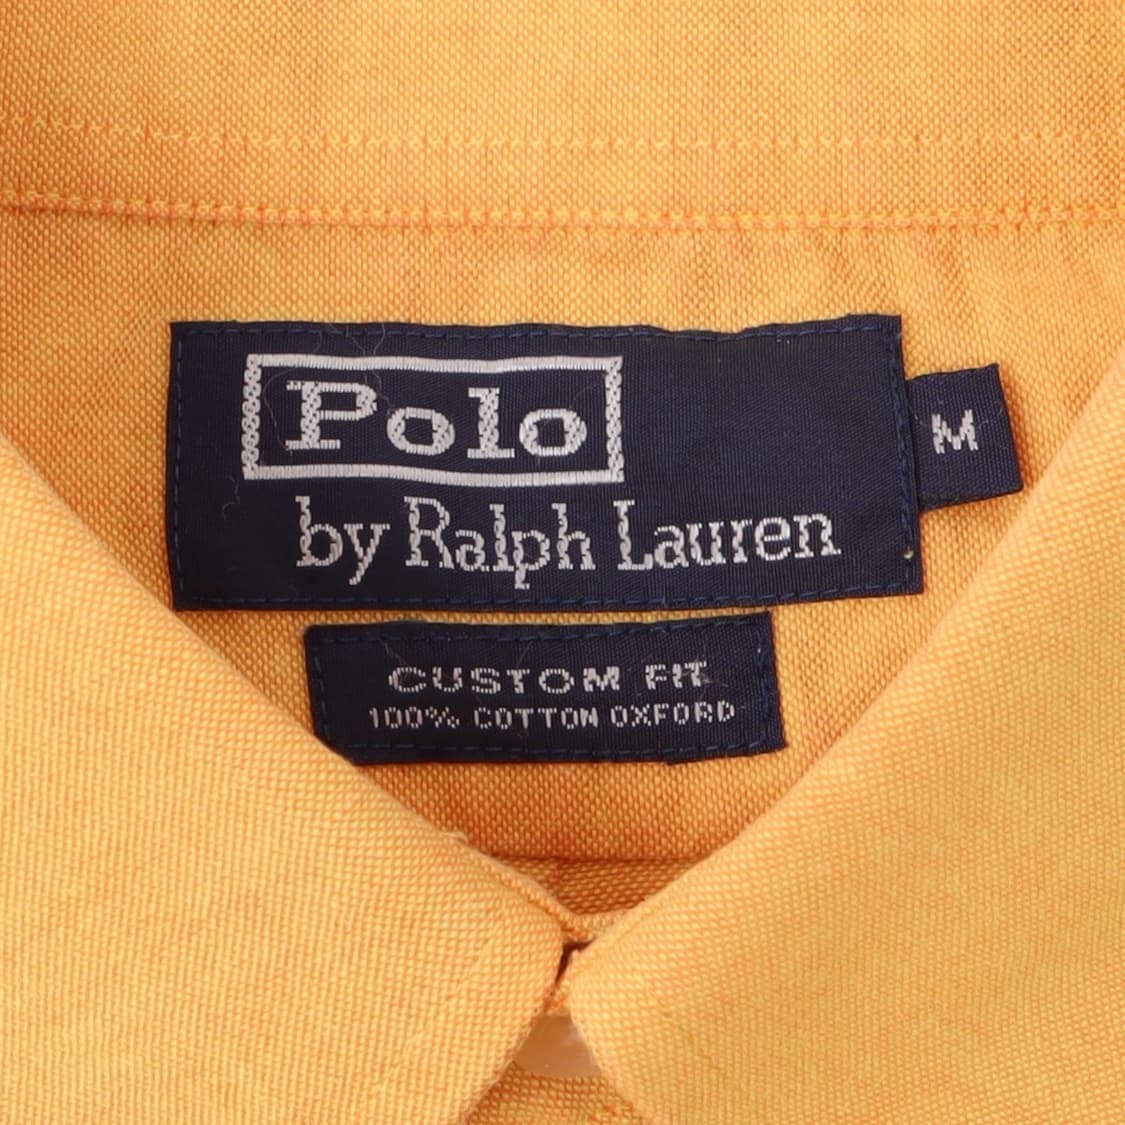 Polo
by Ralph Lauren
M
CUSTOM FIT
100% COTTON OXFORD